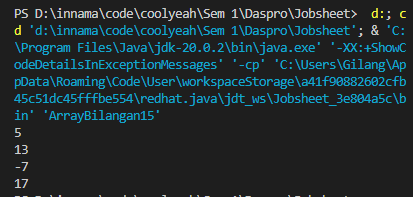 PS D:\innama\code\coolyeah\Sem 1\Daspro\Jobsheet>  d:; c
d 'd:\innama\code\coolyeah\Sem 1\Daspro\Jobsheet'; & 'C:
\Program Files\Java\jdk-20.0.2\bin\java.exe' '-XX:+ShowC
odeDetailsInExceptionMessages' '-cp' 'C:\Users\Gilang\Ap
pData\Roaming\Code\User\workspaceStorage\a41f90882602cfb
45c51dc45fffbe554\redhat.java\jdt_ws\Jobsheet_3e804a5c\b
in' 'ArrayBilangan15'
5
13
-7
17